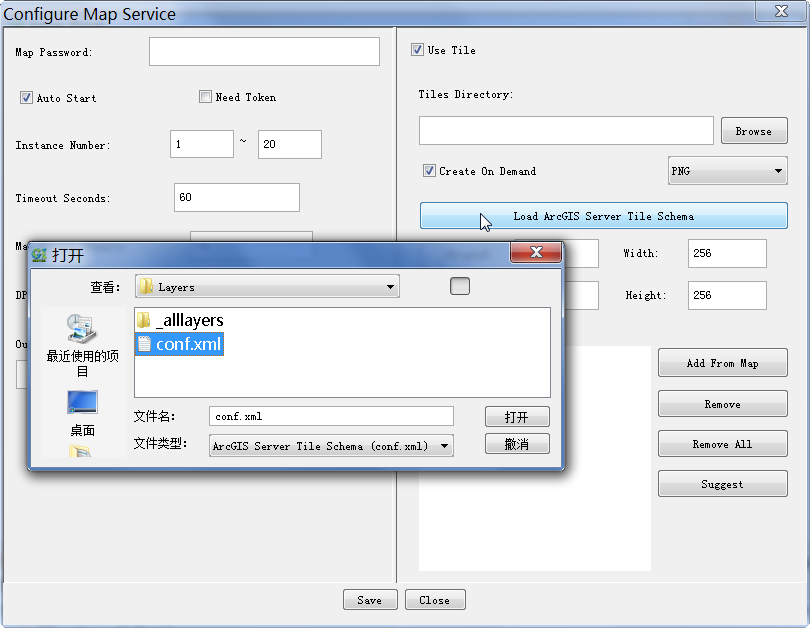 Configure Map Service
Map Password:
Auto Start
Need Token
Instance Number:
1
~
20
Timeout Seconds:
60
Ma
DP
Ou
Use Tile
Tiles Directory:
Browse
Create On Demand
PNG
Load ArcGIS Server Tile Schema
Width:
256
Height:
256
Add From Map
Remove
Remove All
Suggest
打开
查看:
Layers
最近使用的项
目
桌面
_alllayers
conf.xml
文件名:
conf.xml
打开
文件类型:
ArcGIS Server Tile Schema (conf.xml)
撤消
Save
Close